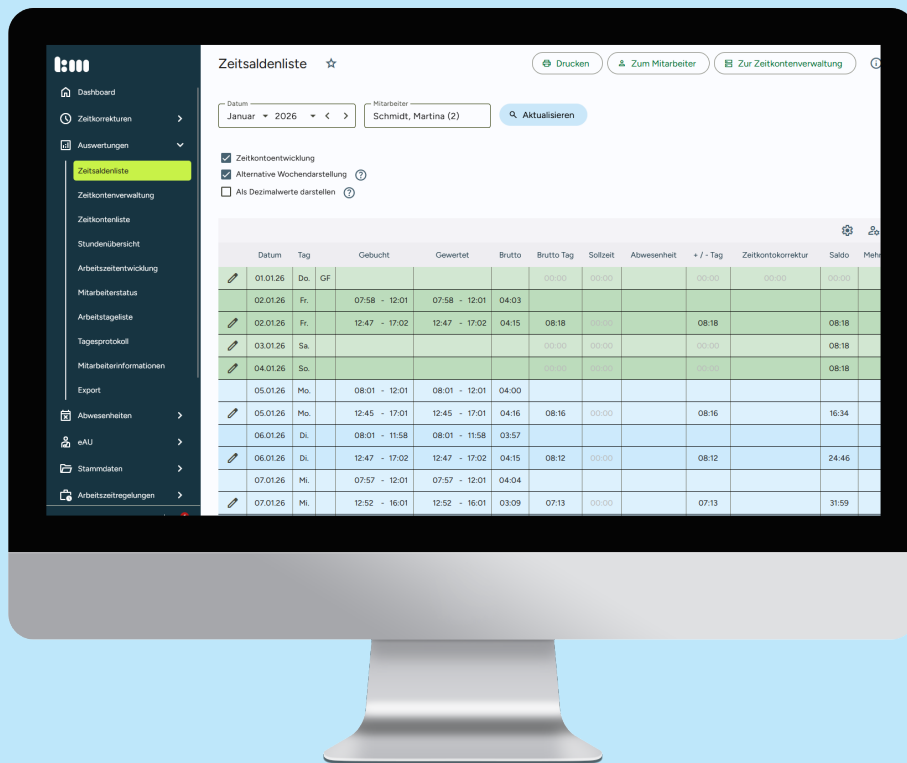 Zeitsaldenliste
Drucken
Zum Mitarbeiter
Zur Zeitkontenverwaltung
Dashboard
Zeitkorrekturen
Auswertungen
Zeitsaldenliste
Zeitkontenverwaltung
Zeitkontenliste
Stundenübersicht
Arbeitszeitentwicklung
Mitarbeiterstatus
Arbeitstageliste
Tagesprotokoll
Mitarbeiterinformationen
Export
Abwesenheiten
eAU
Stammdaten
Arbeitszeitregelungen
Datum
Januar 2026
Mitarbeiter
Schmidt, Martina (2)
Aktualisieren
Zeitkontoentwicklung
Alternative Wochendarstellung
Als Dezimalwerte darstellen
Datum Tag Gebucht Gewertet Brutto Brutto Tag Sollzeit Abwesenheit + / - Tag Zeitkontokorrektur Saldo Mehr
01.01.26 Do. GF 00:00 00:00 00:00 00:00 00:00
02.01.26 Fr. 07:58 - 12:01 07:58 - 12:01 04:03
02.01.26 Fr. 12:47 - 17:02 12:47 - 17:02 04:15 08:18 00:00 08:18 08:18
03.01.26 Sa. 00:00 00:00 00:00 08:18
04.01.26 So. 00:00 00:00 00:00 08:18
05.01.26 Mo. 08:01 - 12:01 08:01 - 12:01 04:00
05.01.26 Mo. 12:45 - 17:01 12:45 - 17:01 04:16 08:16 00:00 08:16 16:34
06.01.26 Di. 08:01 - 11:58 08:01 - 11:58 03:57
06.01.26 Di. 12:47 - 17:02 12:47 - 17:02 04:15 08:12 00:00 08:12 24:46
07.01.26 Mi. 07:57 - 12:01 07:57 - 12:01 04:04
07.01.26 Mi. 12:52 - 16:01 12:52 - 16:01 03:09 07:13 00:00 07:13 31:59